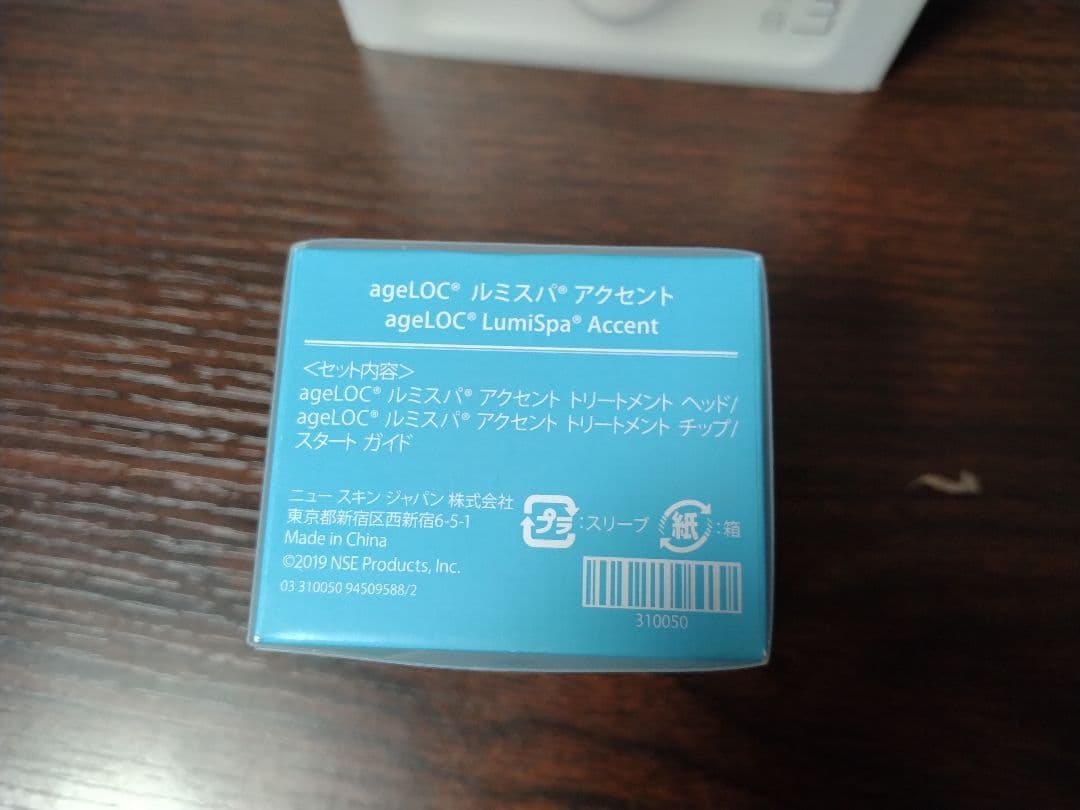 ageLOC® ルミスパ® アクセント
ageLOC® LumiSpa® Accent
＜セット内容＞
ageLOC® ルミスパ® アクセント トリートメント ヘッド/
ageLOC® ルミスパ® アクセント トリートメント チップ/
スタート ガイド
ニュー スキン ジャパン 株式会社
東京都新宿区西新宿6-5-1
Made in China
©2019 NSE Products, Inc.
03 310050 94509588/2
プラ:スリーブ 紙:箱
310050